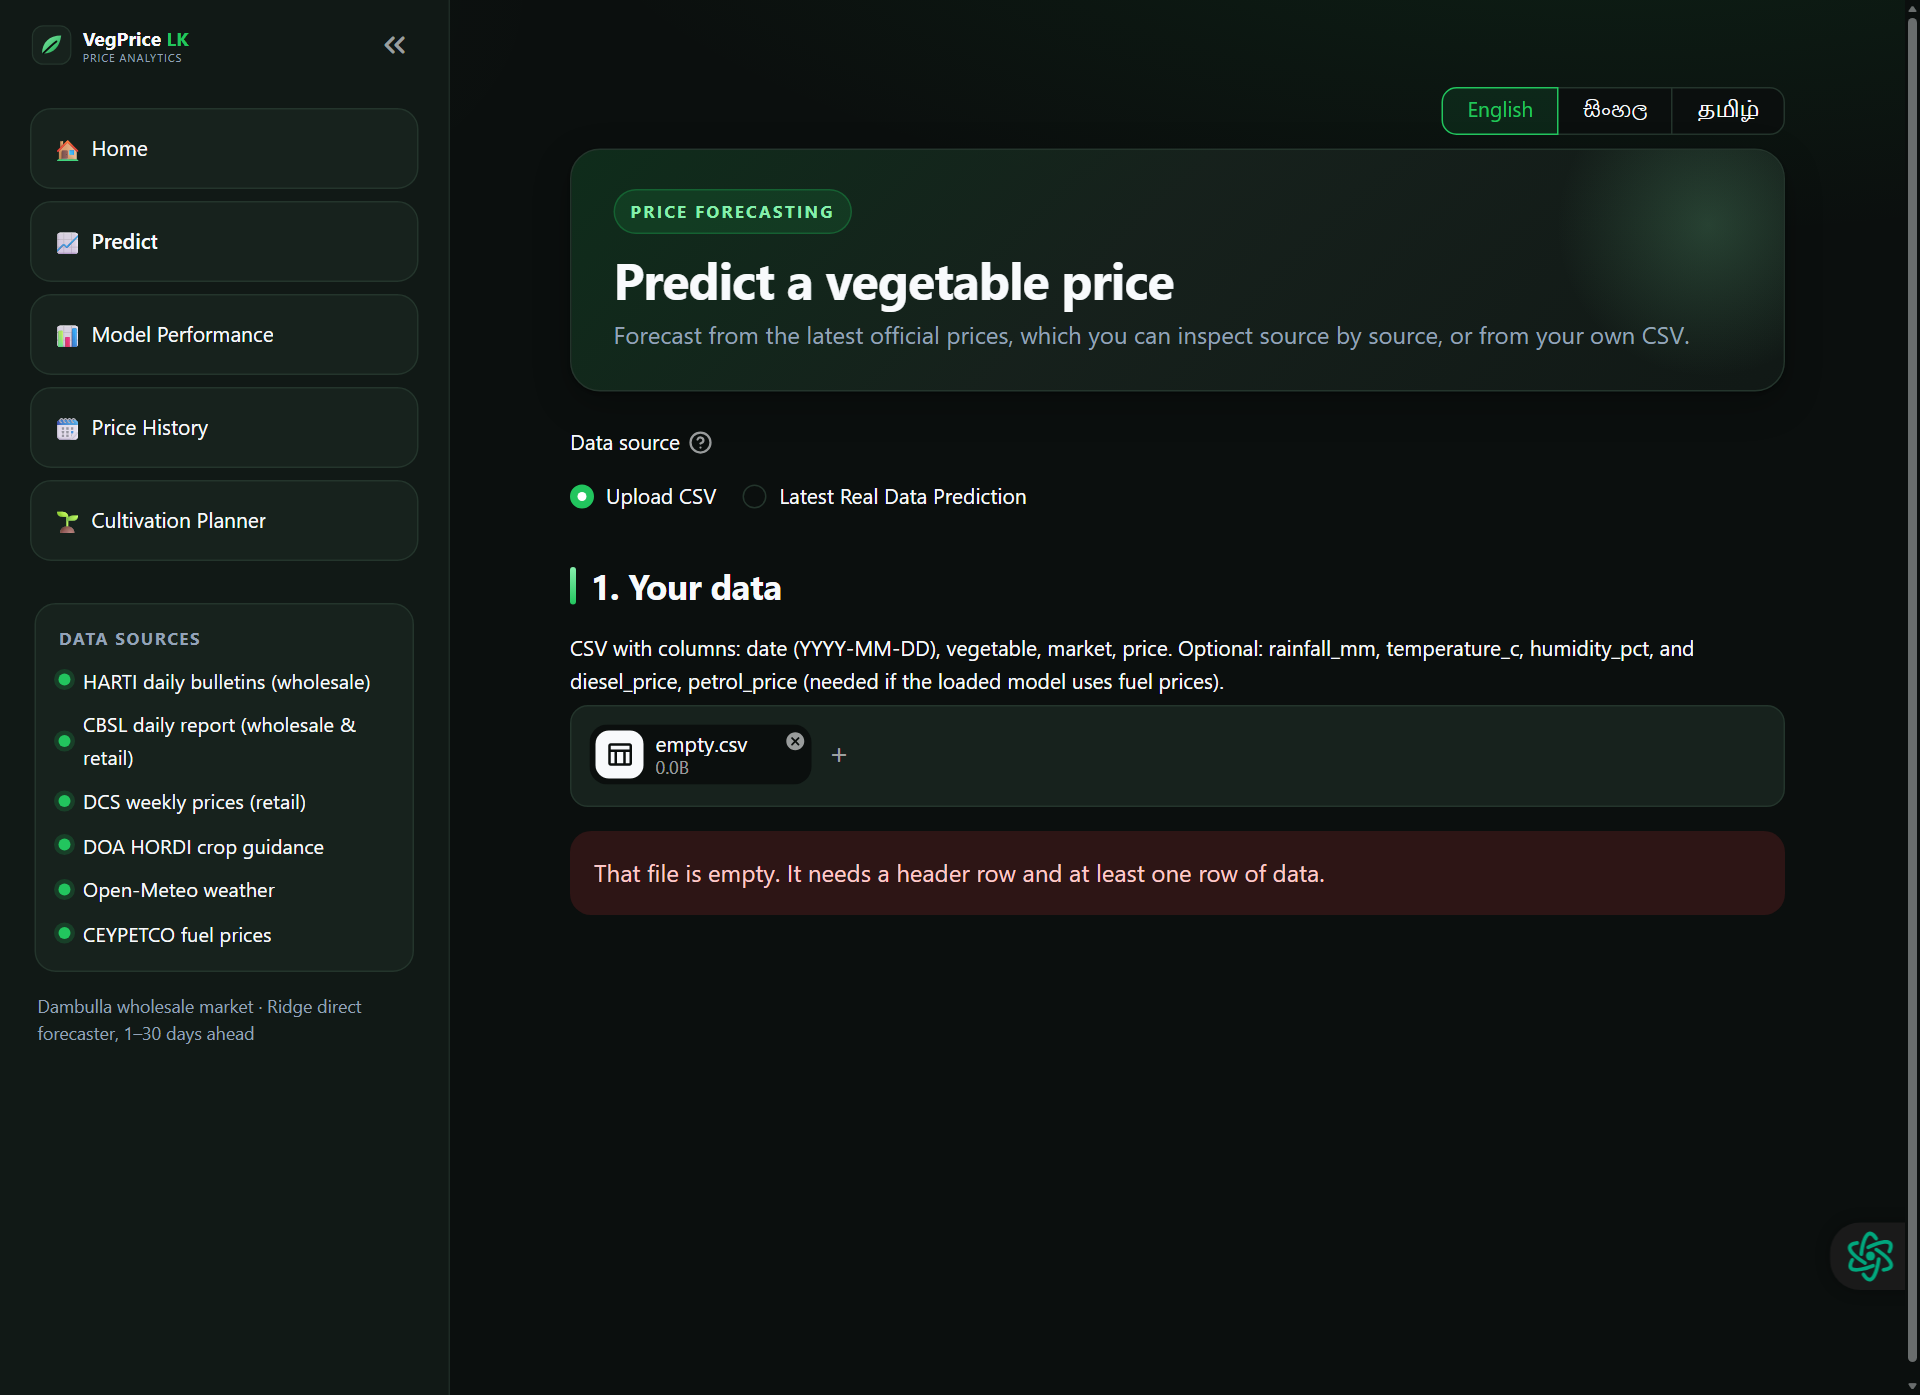 VegPrice LK
PRICE ANALYTICS
Home
Predict
Model Performance
Price History
Cultivation Planner
DATA SOURCES
HARTI daily bulletins (wholesale)
CBSL daily report (wholesale &
retail)
DCS weekly prices (retail)
DOA HORDI crop guidance
Open-Meteo weather
CEYPETCO fuel prices
Dambulla wholesale market · Ridge direct
forecaster, 1–30 days ahead
English සිංහල தமிழ்
PRICE FORECASTING
Predict a vegetable price
Forecast from the latest official prices, which you can inspect source by source, or from your own CSV.
Data source
Upload CSV Latest Real Data Prediction
1. Your data
CSV with columns: date (YYYY-MM-DD), vegetable, market, price. Optional: rainfall_mm, temperature_c, humidity_pct, and
diesel_price, petrol_price (needed if the loaded model uses fuel prices).
empty.csv
0.0B
That file is empty. It needs a header row and at least one row of data.